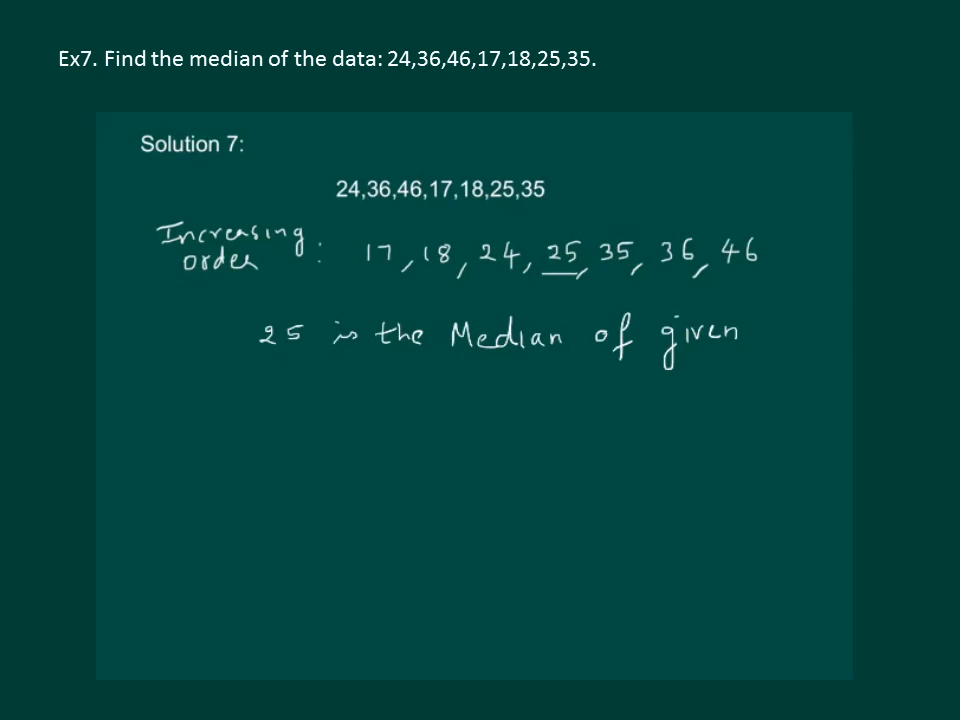 Ex7. Find the median of the data: 24,36,46,17,18,25,35.
Solution 7:
24,36,46,17,18,25,35
Increasing
order : 17, 18, 24, 25, 35, 36, 46
25 is the Median of given